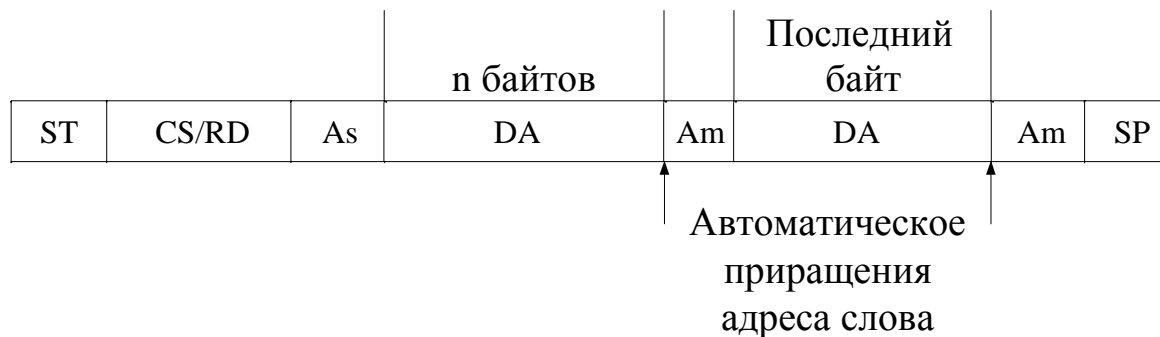 n байтов
Последний
байт
ST CS/RD As DA Am DA Am SP
Автоматическое
приращения
адреса слова